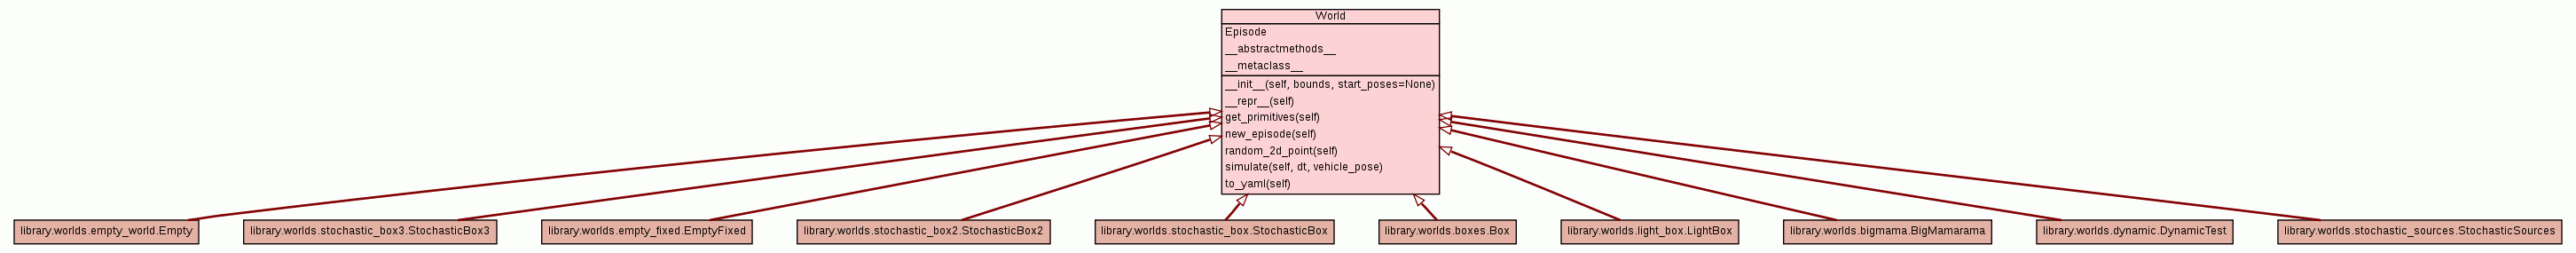 World
Episode
__abstractmethods__
__metaclass__
__init__(self, bounds, start_poses=None)
__repr__(self)
get_primitives(self)
new_episode(self)
random_2d_point(self)
simulate(self, dt, vehicle_pose)
to_yaml(self)
library.worlds.empty_world.Empty
library.worlds.stochastic_box3.StochasticBox3
library.worlds.empty_fixed.EmptyFixed
library.worlds.stochastic_box2.StochasticBox2
library.worlds.stochastic_box.StochasticBox
library.worlds.boxes.Box
library.worlds.light_box.LightBox
library.worlds.bigmama.BigMamarama
library.worlds.dynamic.DynamicTest
library.worlds.stochastic_sources.StochasticSources